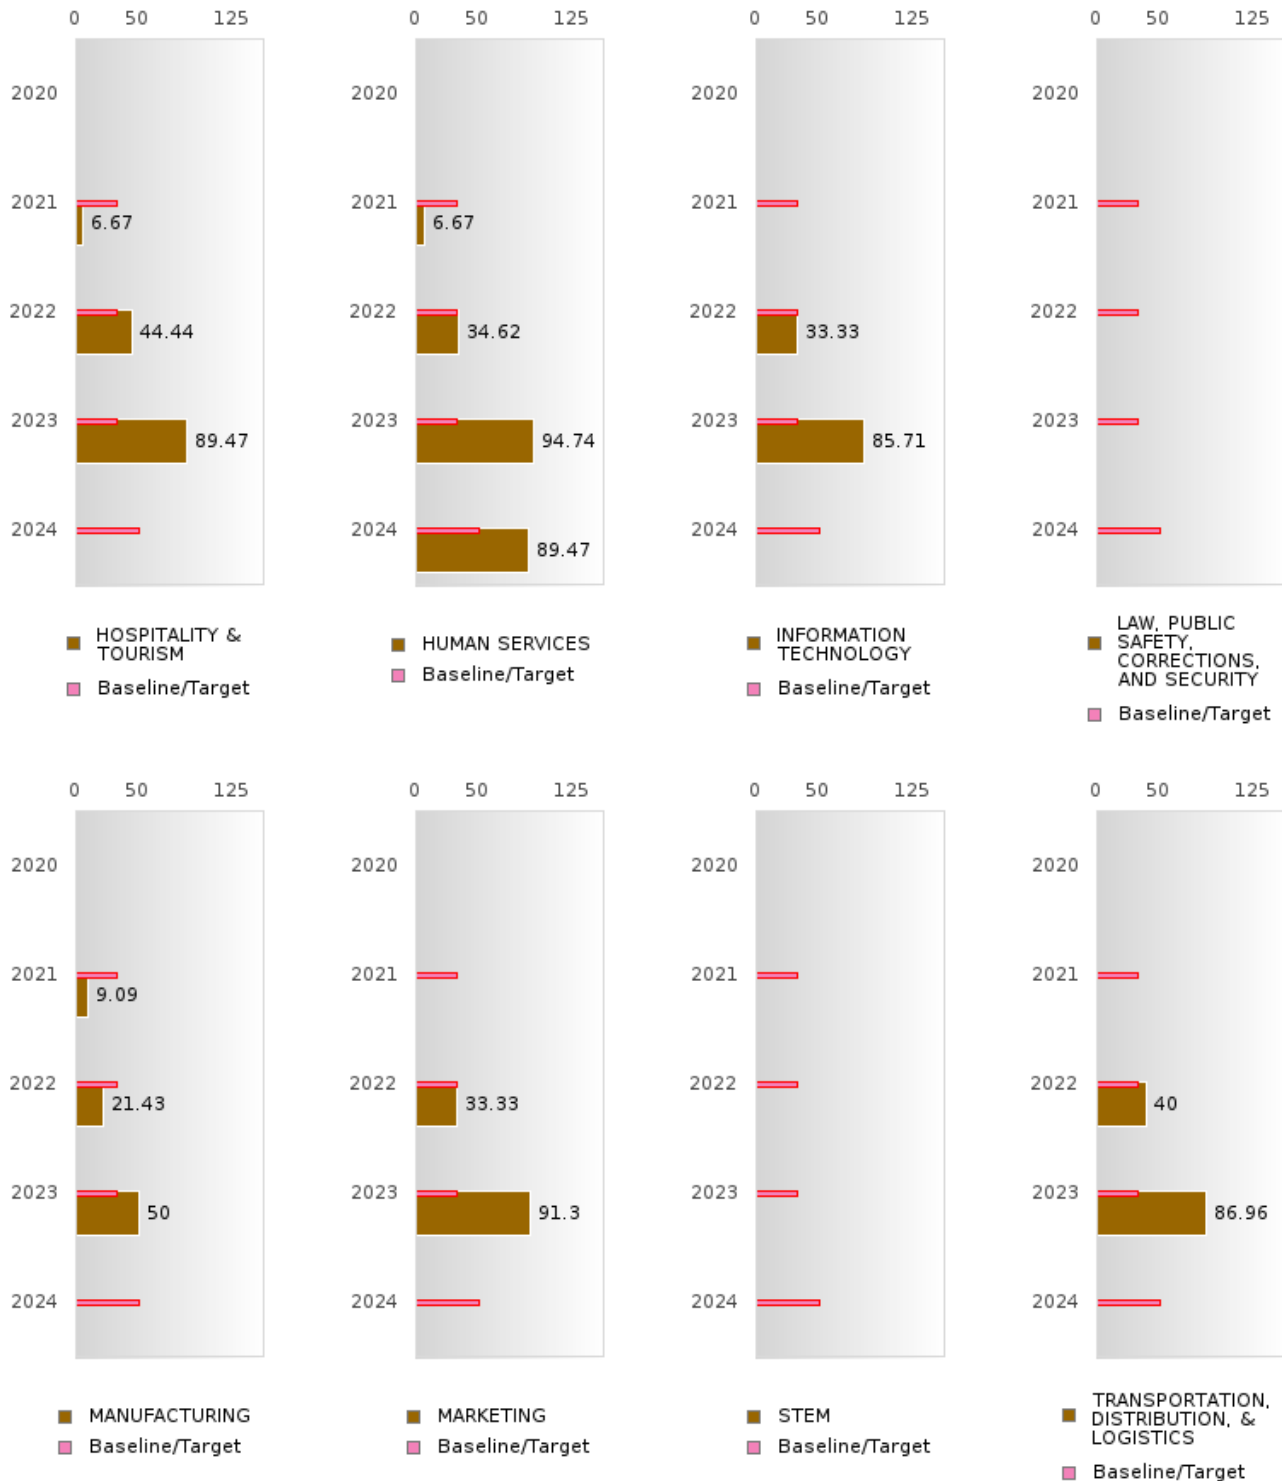 0 50 125
2020
2021
6.67
2022
44.44
2023
89.47
2024
HOSPITALITY &
TOURISM
Baseline/Target
0 50 125
2020
2021
6.67
2022
34.62
2023
94.74
2024
89.47
HUMAN SERVICES
Baseline/Target
0 50 125
2020
2021
2022
33.33
2023
85.71
2024
INFORMATION
TECHNOLOGY
Baseline/Target
0 50 125
2020
2021
2022
2023
2024
LAW, PUBLIC
SAFETY,
CORRECTIONS,
AND SECURITY
Baseline/Target
0 50 125
2020
2021
9.09
2022
21.43
2023
50
2024
MANUFACTURING
Baseline/Target
0 50 125
2020
2021
2022
33.33
2023
91.3
2024
MARKETING
Baseline/Target
0 50 125
2020
2021
2022
2023
2024
STEM
Baseline/Target
0 50 125
2020
2021
2022
40
2023
86.96
2024
TRANSPORTATION,
DISTRIBUTION, &
LOGISTICS
Baseline/Target